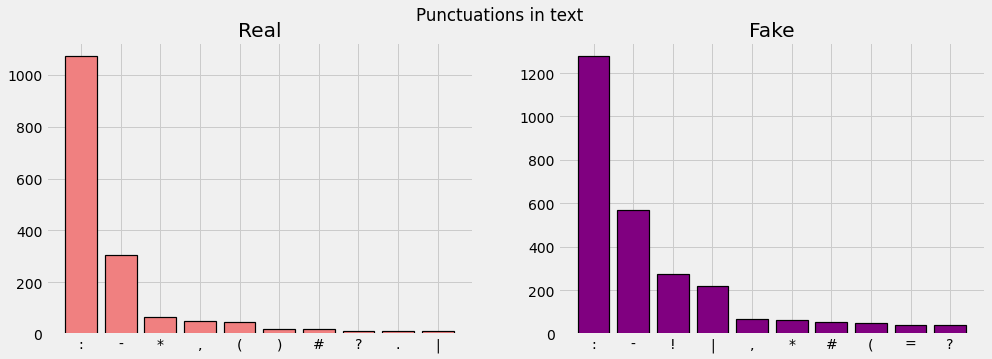 Punctuations in text
Real
Fake
1000
800
600
400
200
0
: - * , ( ) # ? . |
1200
1000
800
600
400
200
0
: - ! | , * # ( = ?